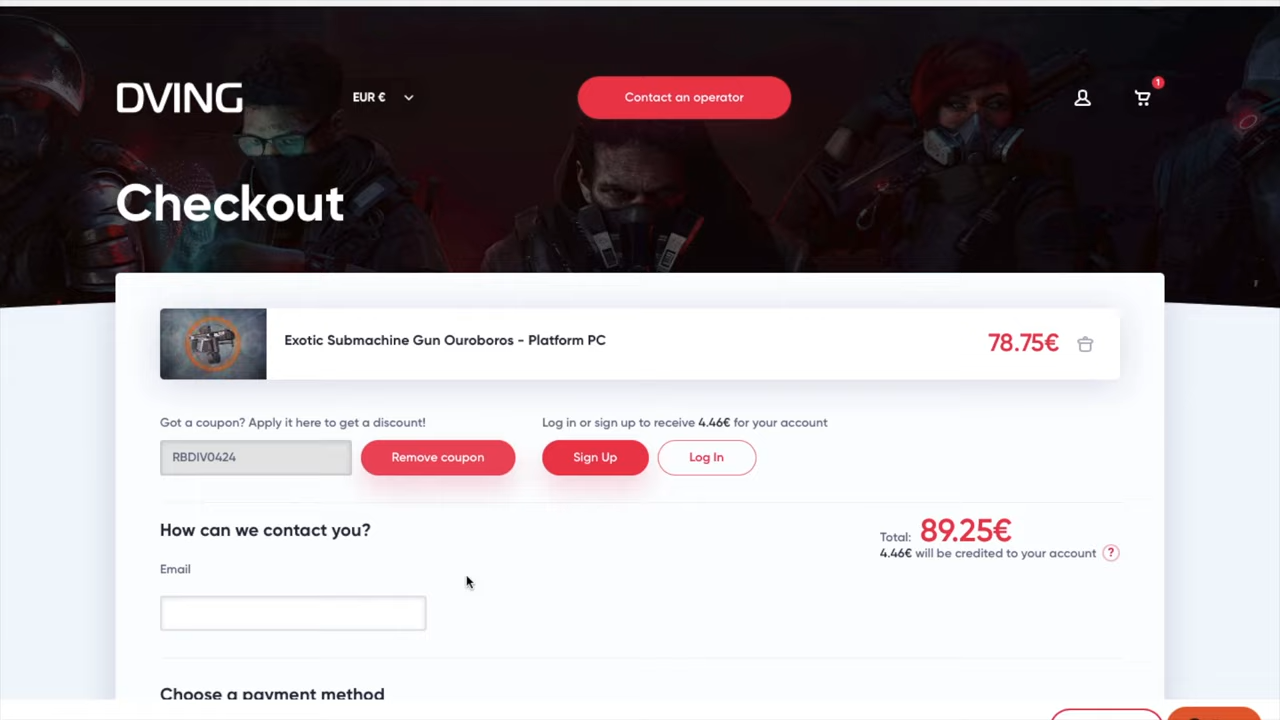 DVING
EUR €
Contact an operator
1
Checkout
Exotic Submachine Gun Ouroboros - Platform PC
78.75€
Got a coupon? Apply it here to get a discount!
Log in or sign up to receive 4.46€ for your account
RBDIV0424
Remove coupon
Sign Up
Log In
How can we contact you?
Total: 89.25€
4.46€ will be credited to your account ?
Email
Choose a payment method